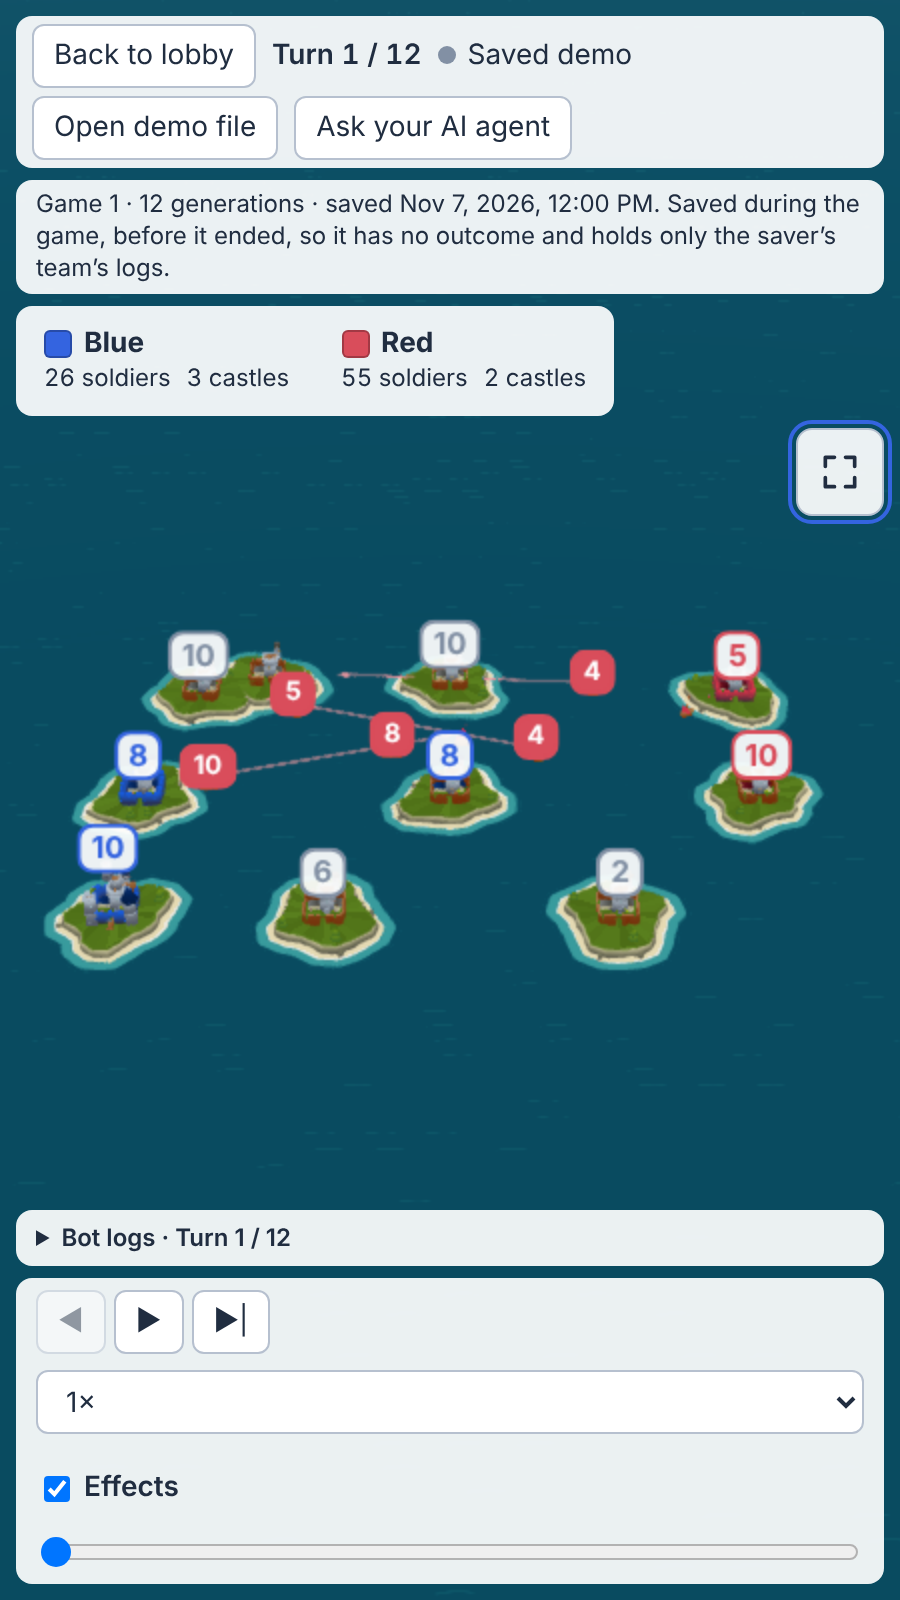 Back to lobby
Turn 1 / 12
Saved demo
Open demo file
Ask your AI agent
Game 1 · 12 generations · saved Nov 7, 2026, 12:00 PM. Saved during the
game, before it ended, so it has no outcome and holds only the saver’s
team’s logs.
Blue
26 soldiers 3 castles
Red
55 soldiers 2 castles
10
10
4
5
5
8
4
8
10
8
10
10
6
2
Bot logs · Turn 1 / 12
1×
Effects